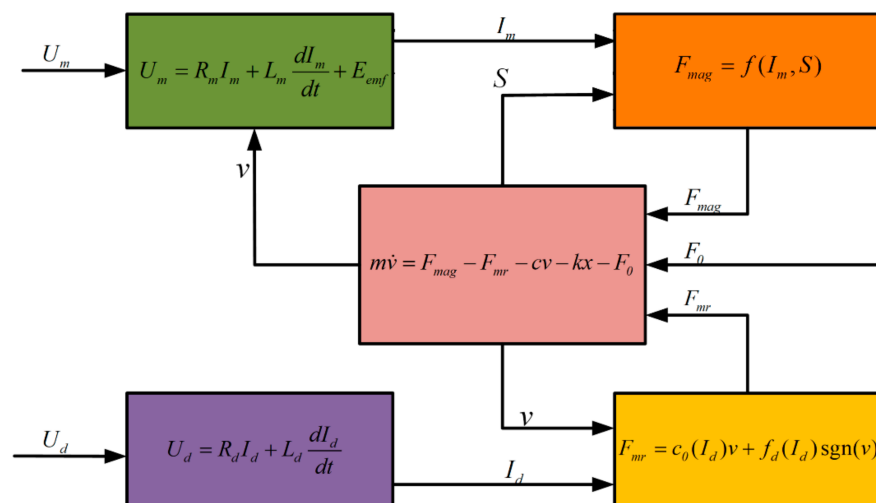 U_m
U_m = R_m I_m + L_m dI_m/dt + E_emf
I_m
F_mag = f(I_m, S)
S
v
F_mag
mv̇ = F_mag − F_mr − cv − kx − F_0
F_0
F_mr
v
U_d
U_d = R_d I_d + L_d dI_d/dt
I_d
F_mr = c_0(I_d)v + f_d(I_d)sgn(v)